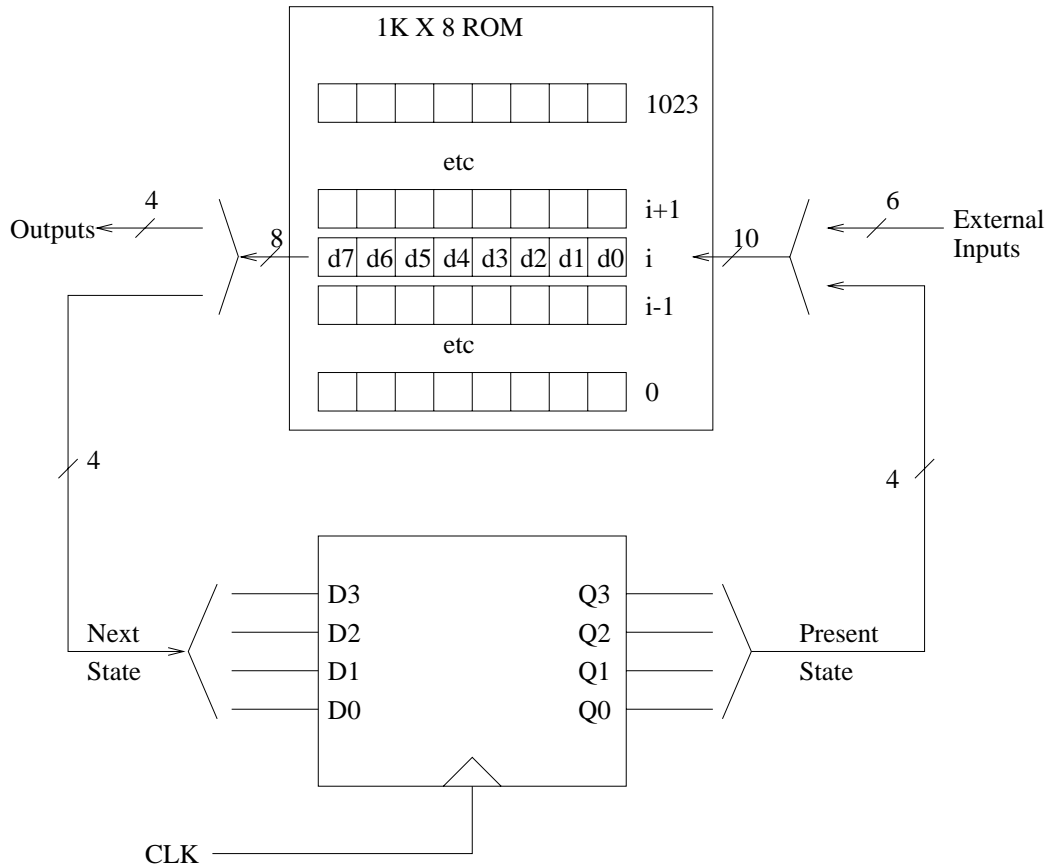 1K X 8 ROM
1023
etc
4
6
i+1
Outputs
External
Inputs
8
d7 d6 d5 d4 d3 d2 d1 d0
i
10
i-1
etc
0
4
4
D3
Q3
Next
D2
Q2
Present
State
D1
Q1
State
D0
Q0
CLK